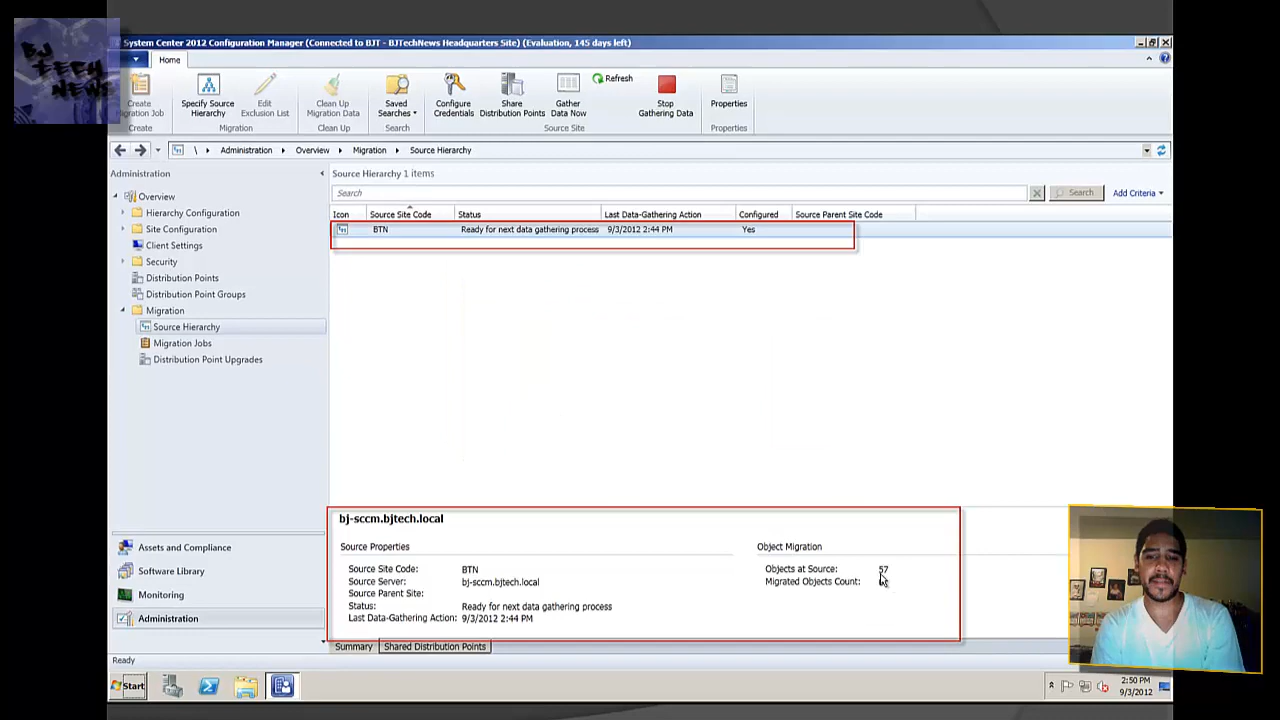 BJ
TECH
NEWS
System Center 2012 Configuration Manager (Connected to BJT - BJTechNews Headquarters Site) (Evaluation, 145 days left)
Home
Create Migration Job
Specify Source Hierarchy
Edit Exclusion List
Clean Up Migration Data
Saved Searches
Configure Credentials
Share Distribution Points
Gather Data Now
Refresh
Stop Gathering Data
Properties
Create
Migration
Clean Up
Search
Source Site
Properties
\ Administration Overview Migration Source Hierarchy
Administration
Overview
Hierarchy Configuration
Site Configuration
Client Settings
Security
Distribution Points
Distribution Point Groups
Migration
Source Hierarchy
Migration Jobs
Distribution Point Upgrades
Assets and Compliance
Software Library
Monitoring
Administration
Source Hierarchy 1 items
Search
Search
Add Criteria
Icon Source Site Code Status Last Data-Gathering Action Configured Source Parent Site Code
BTN Ready for next data gathering process 9/3/2012 2:44 PM Yes
bj-sccm.bjtech.local
Source Properties
Source Site Code: BTN
Source Server: bj-sccm.bjtech.local
Source Parent Site:
Status: Ready for next data gathering process
Last Data-Gathering Action: 9/3/2012 2:44 PM
Object Migration
Objects at Source: 57
Migrated Objects Count:
Summary Shared Distribution Points
Ready
Start
2:50 PM
9/3/2012